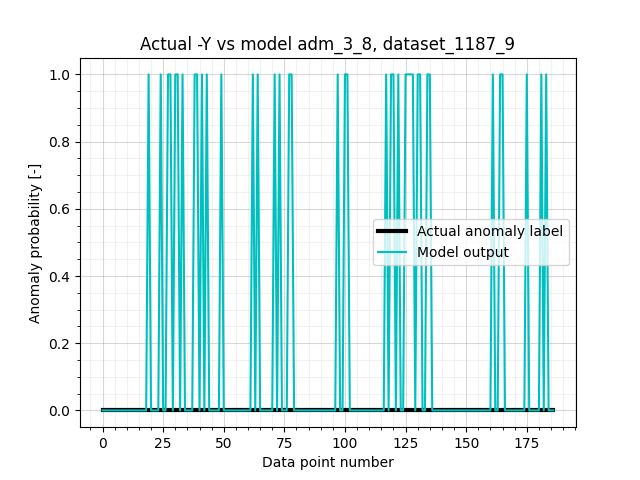 Actual -Y vs model adm_3_8, dataset_1187_9
1.0
0.8
0.6
0.4
0.2
0.0
Anomaly probability [-]
Actual anomaly label
Model output
0 25 50 75 100 125 150 175
Data point number